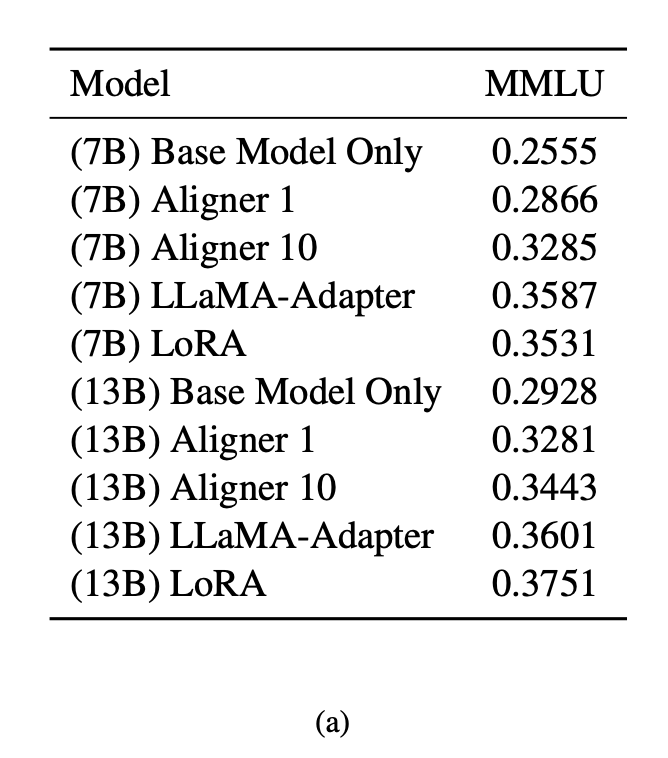 Model MMLU
(7B) Base Model Only 0.2555
(7B) Aligner 1 0.2866
(7B) Aligner 10 0.3285
(7B) LLaMA-Adapter 0.3587
(7B) LoRA 0.3531
(13B) Base Model Only 0.2928
(13B) Aligner 1 0.3281
(13B) Aligner 10 0.3443
(13B) LLaMA-Adapter 0.3601
(13B) LoRA 0.3751
(a)